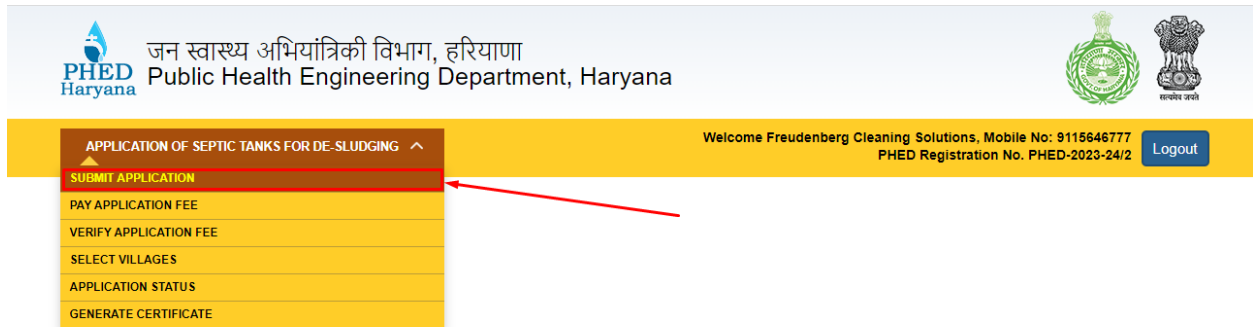 जन स्वास्थ्य अभियांत्रिकी विभाग, हरियाणा
PHED
Haryana
Public Health Engineering Department, Haryana
सत्यमेव जयते
APPLICATION OF SEPTIC TANKS FOR DE-SLUDGING
Welcome Freudenberg Cleaning Solutions, Mobile No: 9115646777
PHED Registration No. PHED-2023-24/2
Logout
SUBMIT APPLICATION
PAY APPLICATION FEE
VERIFY APPLICATION FEE
SELECT VILLAGES
APPLICATION STATUS
GENERATE CERTIFICATE